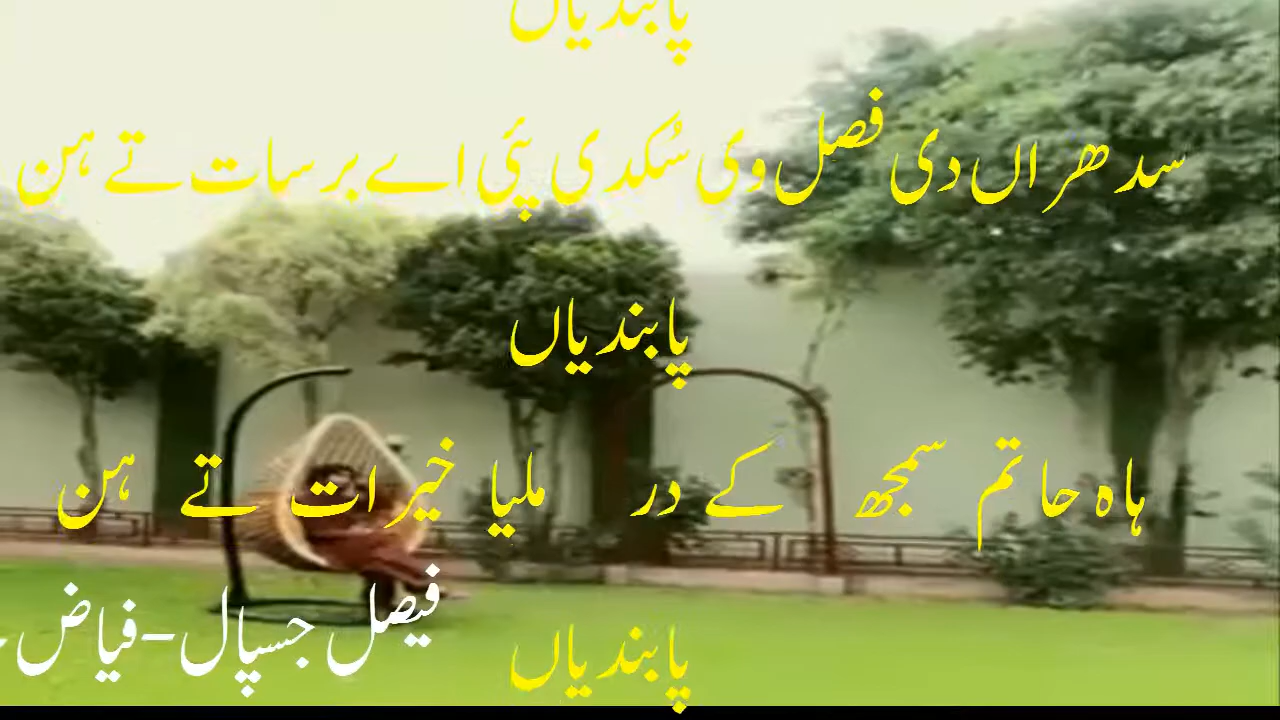 پابندیاں
سدھراں دی فصل وی سُکدی پئی اے برسات تے ہن
پابندیاں
ہاہ حاتم سمجھ کے در ملیا خیرات تے ہن
فیصل جسپال-فیاض
پابندیاں